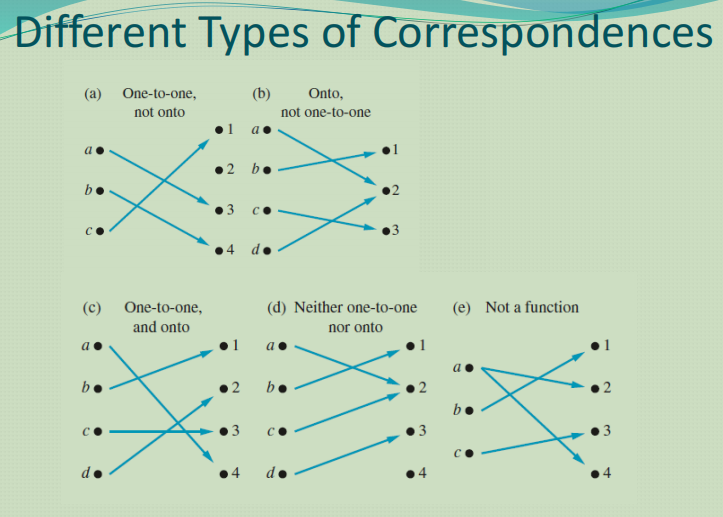 Different Types of Correspondences
(a) One-to-one,
not onto
(b) Onto,
not one-to-one
a
b
c
1
2
3
4
a
b
c
d
1
2
3
(c) One-to-one,
and onto
(d) Neither one-to-one
nor onto
(e) Not a function
a
b
c
d
1
2
3
4
a
b
c
d
1
2
3
4
a
b
c
1
2
3
4